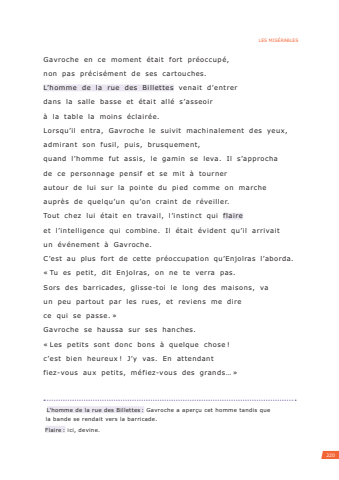 LES MISÉRABLES
Gavroche en ce moment était fort préoccupé,
non pas précisément de ses cartouches.
L'homme de la rue des Billettes venait d'entrer
dans la salle basse et était allé s'asseoir
à la table la moins éclairée.
Lorsqu'il entra, Gavroche le suivit machinalement des yeux,
admirant son fusil, puis, brusquement,
quand l'homme fut assis, le gamin se leva. Il s'approcha
de ce personnage pensif et se mit à tourner
autour de lui sur la pointe du pied comme on marche
auprès de quelqu'un qu'on craint de réveiller.
Tout chez lui était en travail, l'instinct qui flaire
et l'intelligence qui combine. Il était évident qu'il arrivait
un événement à Gavroche.
C'est au plus fort de cette préoccupation qu'Enjolras l'aborda.
« Tu es petit, dit Enjolras, on ne te verra pas.
Sors des barricades, glisse-toi le long des maisons, va
un peu partout par les rues, et reviens me dire
ce qui se passe. »
Gavroche se haussa sur ses hanches.
« Les petits sont donc bons à quelque chose !
c'est bien heureux ! J'y vas. En attendant
fiez-vous aux petits, méfiez-vous des grands... »
L'homme de la rue des Billettes : Gavroche a aperçu cet homme tandis que
la bande se rendait vers la barricade.
Flaire : ici, devine.
220